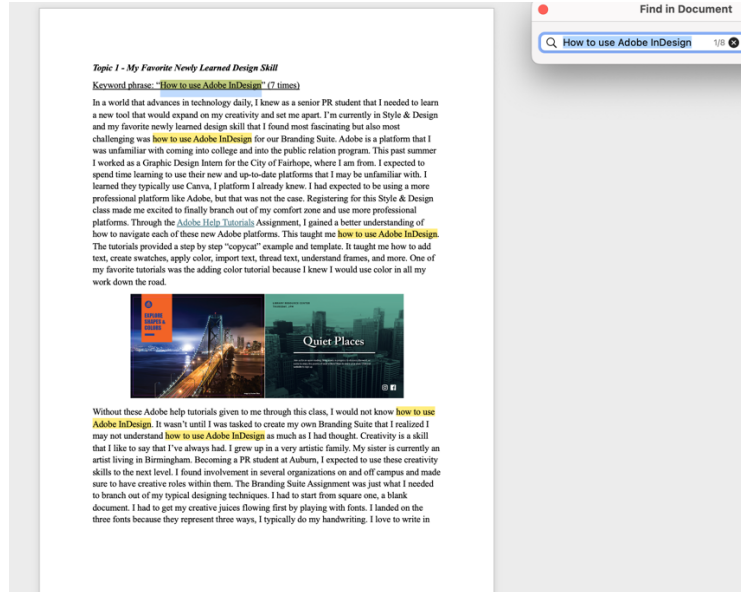 Find in Document
How to use Adobe InDesign 1/8
Topic 1 - My Favorite Newly Learned Design Skill
Keyword phrase: “How to use Adobe InDesign” (7 times)
In a world that advances in technology daily, I knew as a senior PR student that I needed to learn
a new tool that would expand on my creativity and set me apart. I’m currently in Style & Design
and my favorite newly learned design skill that I found most fascinating but also most
challenging was how to use Adobe InDesign for our Branding Suite. Adobe is a platform that I
was unfamiliar with coming into college and into the public relation program. This past summer
I worked as a Graphic Design Intern for the City of Fairhope, where I am from. I expected to
spend time learning to use their new and up-to-date platforms that I may be unfamiliar with. I
learned they typically use Canva, I platform I already knew. I had expected to be using a more
professional platform like Adobe, but that was not the case. Registering for this Style & Design
class made me excited to finally branch out of my comfort zone and use more professional
platforms. Through the Adobe Help Tutorials Assignment, I gained a better understanding of
how to navigate each of these new Adobe platforms. This taught me how to use Adobe InDesign.
The tutorials provided a step by step “copycat” example and template. It taught me how to add
text, create swatches, apply color, import text, thread text, understand frames, and more. One of
my favorite tutorials was the adding color tutorial because I knew I would use color in all my
work down the road.
EXPLORE
SHAPES &
COLORS
Quiet Places
Without these Adobe help tutorials given to me through this class, I would not know how to use
Adobe InDesign. It wasn’t until I was tasked to create my own Branding Suite that I realized I
may not understand how to use Adobe InDesign as much as I had thought. Creativity is a skill
that I like to say that I’ve always had. I grew up in a very artistic family. My sister is currently an
artist living in Birmingham. Becoming a PR student at Auburn, I expected to use these creativity
skills to the next level. I found involvement in several organizations on and off campus and made
sure to have creative roles within them. The Branding Suite Assignment was just what I needed
to branch out of my typical designing techniques. I had to start from square one, a blank
document. I had to get my creative juices flowing first by playing with fonts. I landed on the
three fonts because they represent three ways, I typically do my handwriting. I love to write in